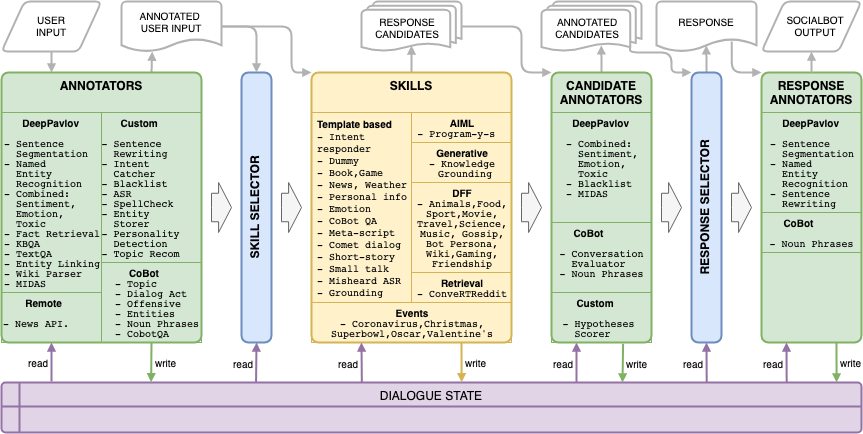 USER
INPUT
ANNOTATED
USER INPUT
RESPONSE
CANDIDATES
ANNOTATED
CANDIDATES
RESPONSE
SOCIALBOT
OUTPUT
ANNOTATORS
DeepPavlov
- Sentence
Segmentation
- Named
Entity
Recognition
- Combined:
Sentiment,
Emotion,
Toxic
- Fact Retrieval
- KBQA
- TextQA
- Entity Linking
- Wiki Parser
- MIDAS
Remote
- News API.
Custom
- Sentence
Rewriting
- Intent
Catcher
- Blacklist
- ASR
- SpellCheck
- Entity
Storer
- Personality
Detection
- Topic Recom
CoBot
- Topic
- Dialog Act
- Offensive
- Entities
- Noun Phrases
- CobotQA
SKILL SELECTOR
SKILLS
Template based
- Intent
responder
- Dummy
- Book,Game
- News, Weather
- Personal info
- Emotion
- CoBot QA
- Meta-script
- Comet dialog
- Short-story
- Small talk
- Misheard ASR
- Grounding
AIML
- Program-y-s
Generative
- Knowledge
Grounding
DFF
- Animals,Food,
Sport,Movie,
Travel,Science,
Music, Gossip,
Bot Persona,
Wiki,Gaming,
Friendship
Retrieval
- ConveRTReddit
Events
- Coronavirus,Christmas,
Superbowl,Oscar,Valentine's
CANDIDATE
ANNOTATORS
DeepPavlov
- Combined:
Sentiment,
Emotion,
Toxic
- Blacklist
- MIDAS
CoBot
- Conversation
Evaluator
- Noun Phrases
Custom
- Hypotheses
Scorer
RESPONSE SELECTOR
RESPONSE
ANNOTATORS
DeepPavlov
- Sentence
Segmentation
- Named
Entity
Recognition
- Sentence
Rewriting
CoBot
- Noun Phrases
read
write
read
read
write
read
write
read
read
write
DIALOGUE STATE